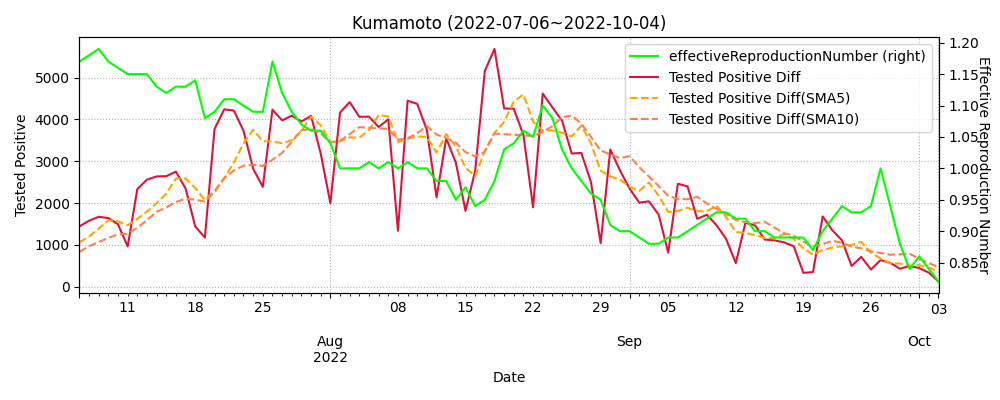 Kumamoto (2022-07-06~2022-10-04)
effectiveReproductionNumber (right)
Tested Positive Diff
Tested Positive Diff(SMA5)
Tested Positive Diff(SMA10)
Tested Positive
5000
4000
3000
2000
1000
0
1.20
1.15
1.10
1.05
1.00
0.95
0.90
0.85
Effective Reproduction Number
11 18 25 08 15 22 29 05 12 19 26 03
Aug Sep Oct
2022
Date